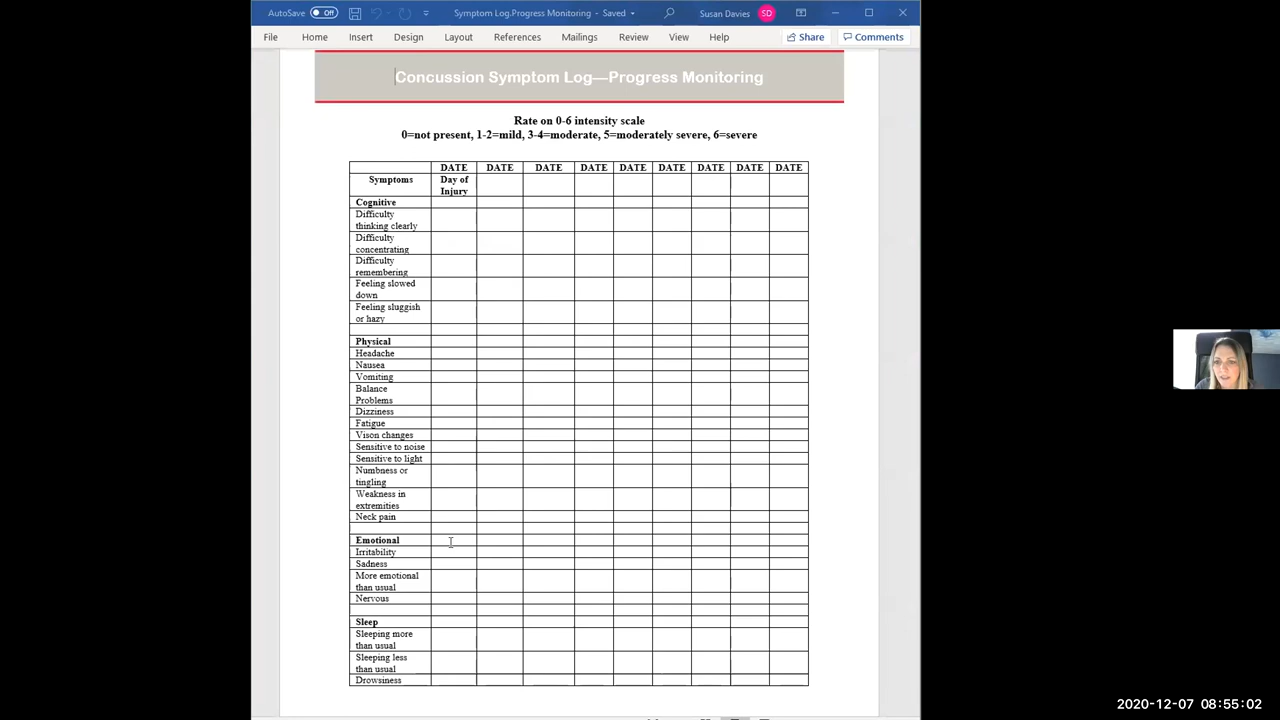 AutoSave Off Symptom Log.Progress Monitoring - Saved Susan Davies SD
File Home Insert Design Layout References Mailings Review View Help Share Comments
Concussion Symptom Log—Progress Monitoring
Rate on 0-6 intensity scale
0=not present, 1-2=mild, 3-4=moderate, 5=moderately severe, 6=severe
DATE DATE DATE DATE DATE DATE DATE DATE DATE
Symptoms Day of
Injury
Cognitive
Difficulty
thinking clearly
Difficulty
concentrating
Difficulty
remembering
Feeling slowed
down
Feeling sluggish
or hazy
Physical
Headache
Nausea
Vomiting
Balance
Problems
Dizziness
Fatigue
Vison changes
Sensitive to noise
Sensitive to light
Numbness or
tingling
Weakness in
extremities
Neck pain
Emotional
Irritability
Sadness
More emotional
than usual
Nervous
Sleep
Sleeping more
than usual
Sleeping less
than usual
Drowsiness
2020-12-07 08:55:02